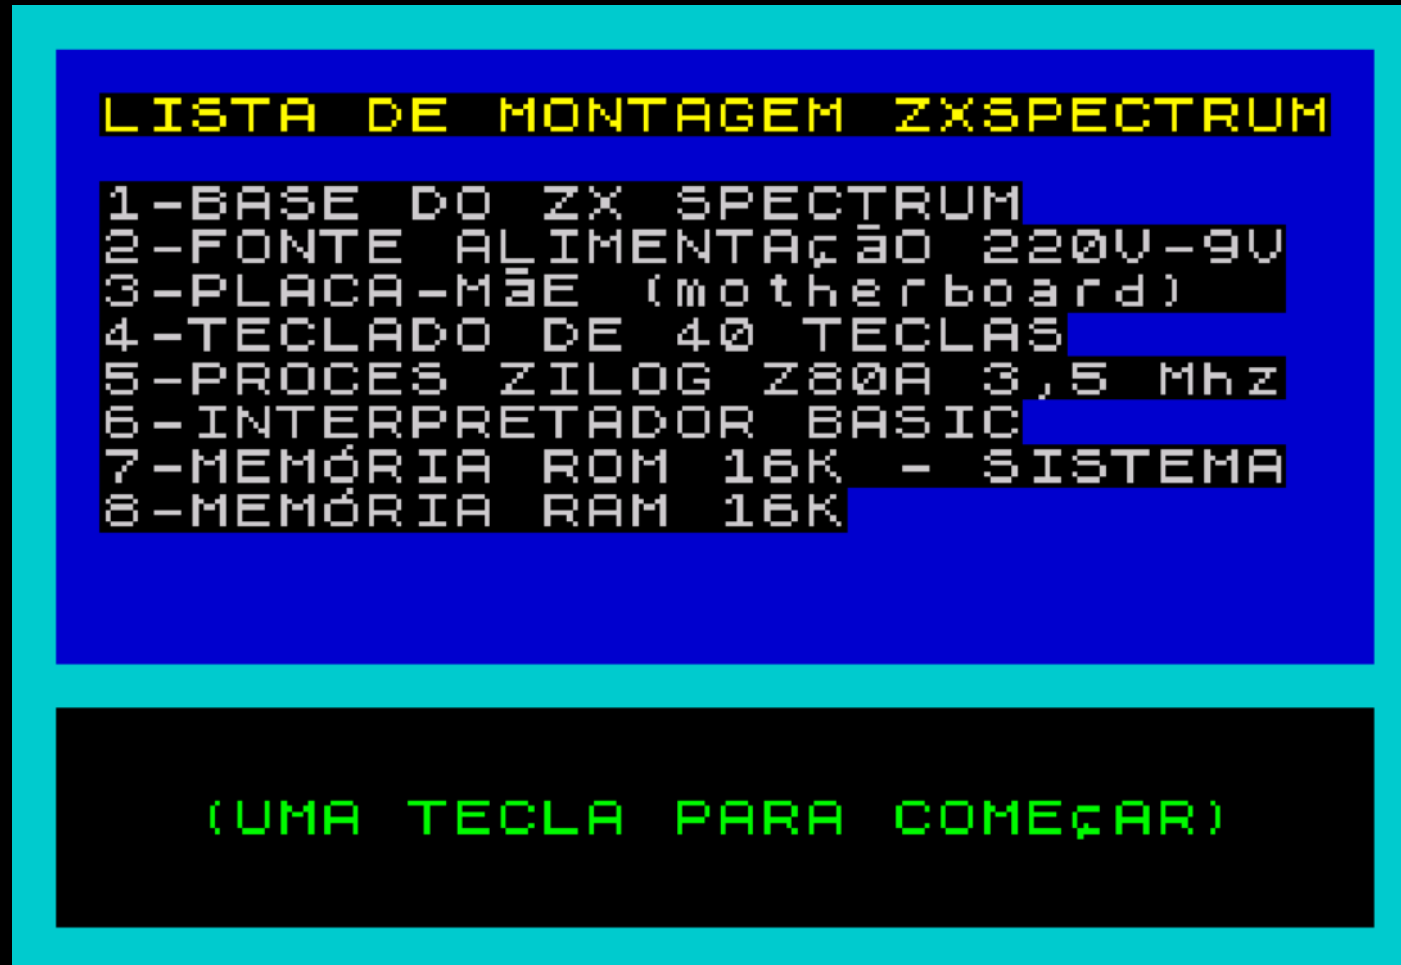 LISTA DE MONTAGEM ZXSPECTRUM
1-BASE DO ZX SPECTRUM
2-FONTE ALIMENTAçãO 220V-9V
3-PLACA-MãE (motherboard)
4-TECLADO DE 40 TECLAS
5-PROCES ZILOG Z80A 3,5 Mhz
6-INTERPRETADOR BASIC
7-MEMóRIA ROM 16K - SISTEMA
8-MEMóRIA RAM 16K
(UMA TECLA PARA COMEçAR)